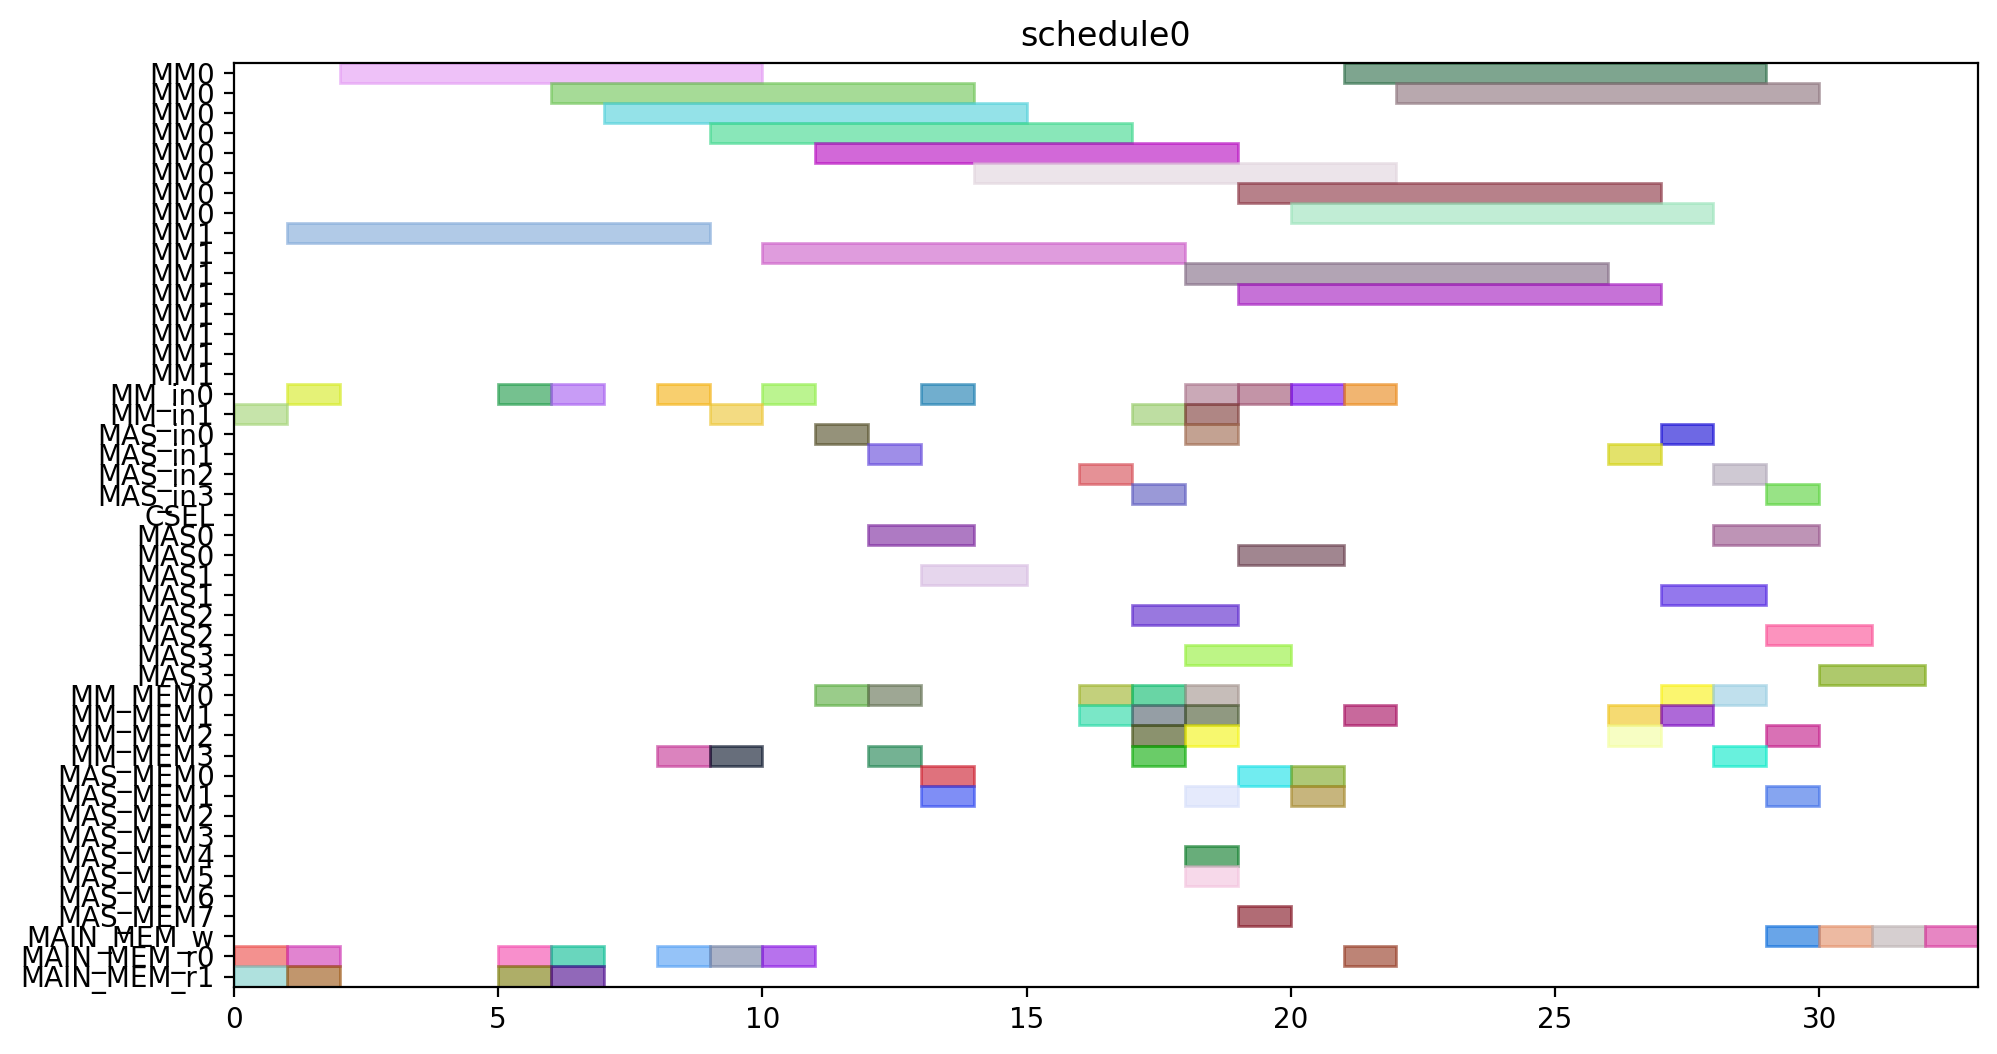 schedule0
MM0
MM0
MM0
MM0
MM0
MM0
MM0
MM0
MM1
MM1
MM1
MM1
MM1
MM1
MM1
MM1
MM_in0
MM_in1
MAS_in0
MAS_in1
MAS_in2
MAS_in3
CSEL
MAS0
MAS0
MAS1
MAS1
MAS2
MAS2
MAS3
MAS3
MM_MEM0
MM_MEM1
MM_MEM2
MM_MEM3
MAS_MEM0
MAS_MEM1
MAS_MEM2
MAS_MEM3
MAS_MEM4
MAS_MEM5
MAS_MEM6
MAS_MEM7
MAIN_MEM_w
MAIN_MEM_r0
MAIN_MEM_r1
0 5 10 15 20 25 30